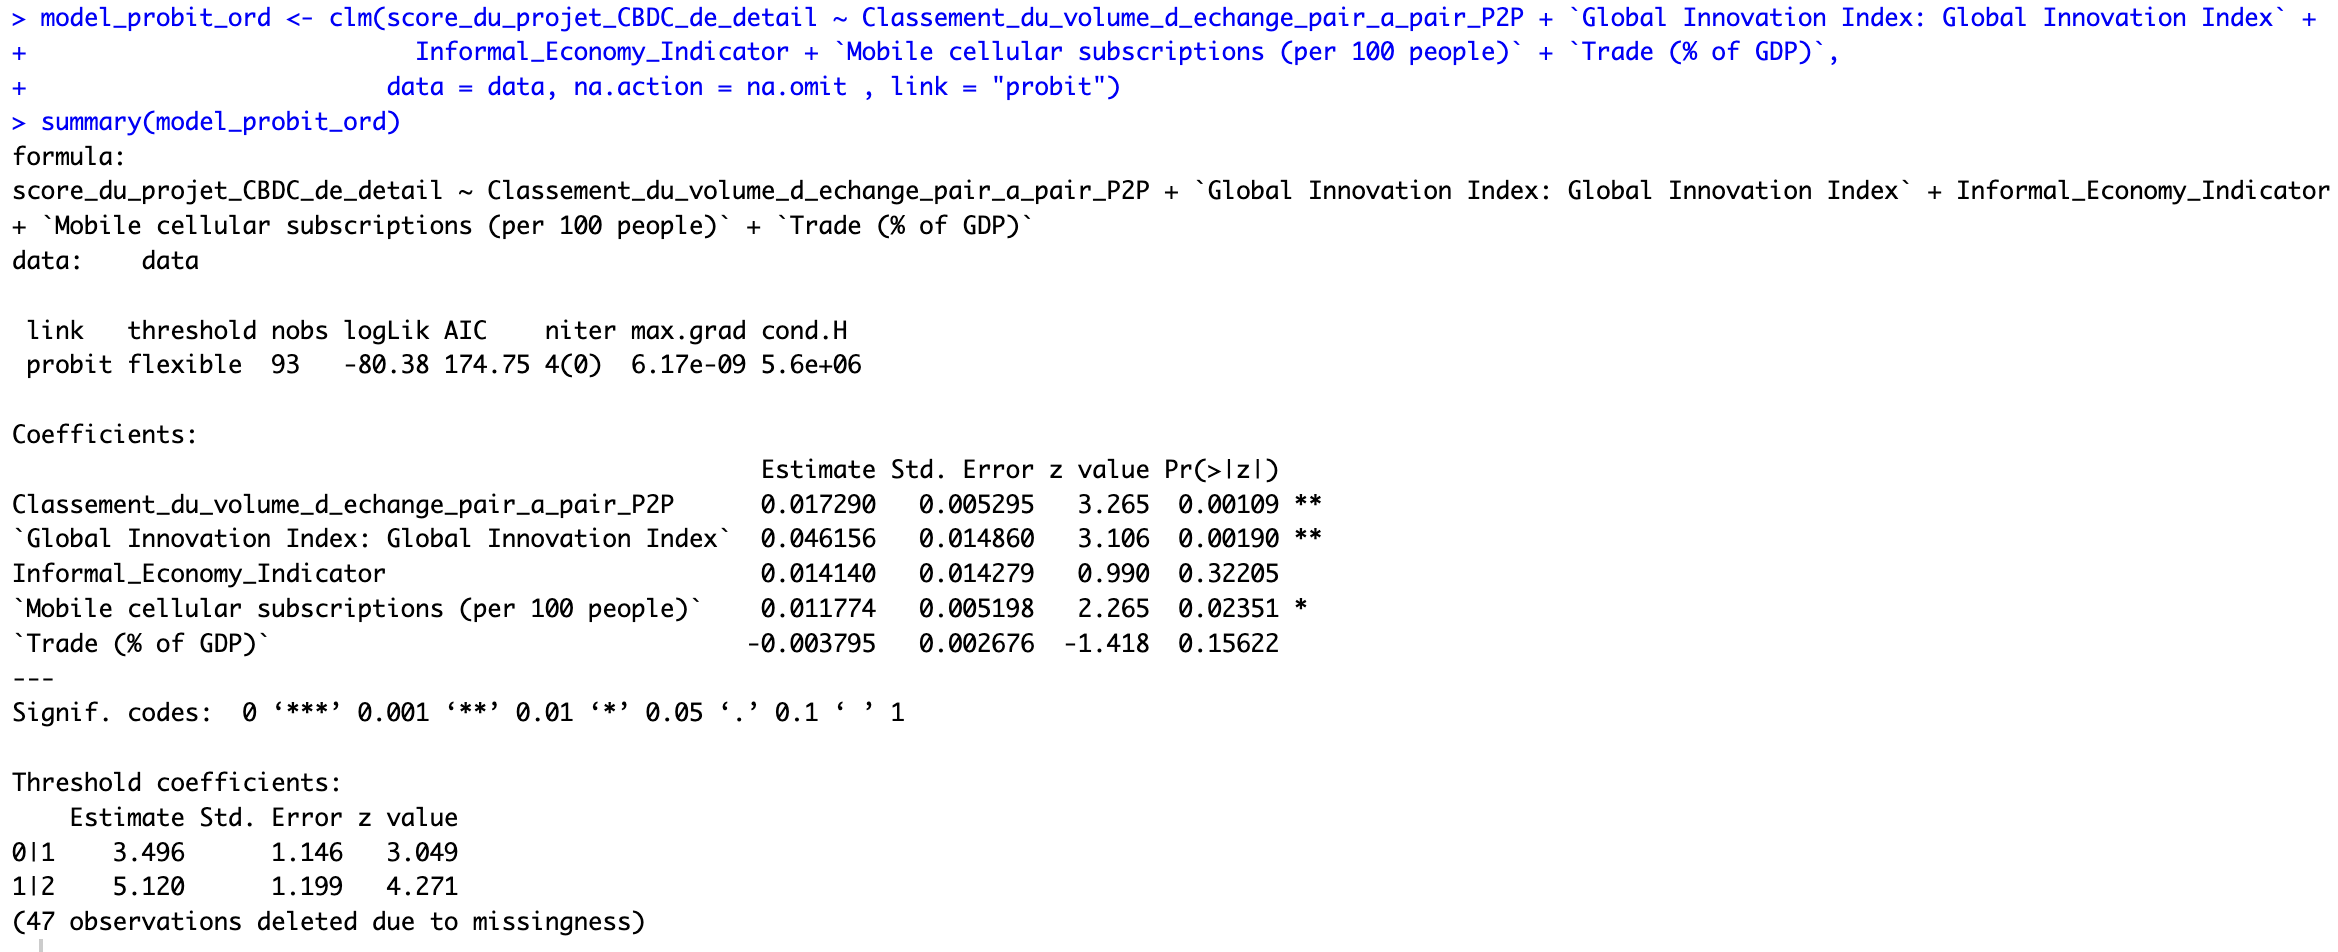 > model_probit_ord <- clm(score_du_projet_CBDC_de_detail ~ Classement_du_volume_d_echange_pair_a_pair_P2P + `Global Innovation Index: Global Innovation Index` +
+                           Informal_Economy_Indicator + `Mobile cellular subscriptions (per 100 people)` + `Trade (% of GDP)`,
+                         data = data, na.action = na.omit , link = "probit")
> summary(model_probit_ord)
formula:
score_du_projet_CBDC_de_detail ~ Classement_du_volume_d_echange_pair_a_pair_P2P + `Global Innovation Index: Global Innovation Index` + Informal_Economy_Indicator
+ `Mobile cellular subscriptions (per 100 people)` + `Trade (% of GDP)`
data:    data

 link   threshold nobs logLik AIC    niter max.grad cond.H
 probit flexible  93   -80.38 174.75 4(0)  6.17e-09 5.6e+06

Coefficients:
                                                    Estimate Std. Error z value Pr(>|z|)
Classement_du_volume_d_echange_pair_a_pair_P2P      0.017290   0.005295   3.265  0.00109 **
`Global Innovation Index: Global Innovation Index`  0.046156   0.014860   3.106  0.00190 **
Informal_Economy_Indicator                          0.014140   0.014279   0.990  0.32205
`Mobile cellular subscriptions (per 100 people)`    0.011774   0.005198   2.265  0.02351 *
`Trade (% of GDP)`                                 -0.003795   0.002676  -1.418  0.15622
---
Signif. codes:  0 ‘***’ 0.001 ‘**’ 0.01 ‘*’ 0.05 ‘.’ 0.1 ‘ ’ 1

Threshold coefficients:
    Estimate Std. Error z value
0|1    3.496      1.146   3.049
1|2    5.120      1.199   4.271
(47 observations deleted due to missingness)